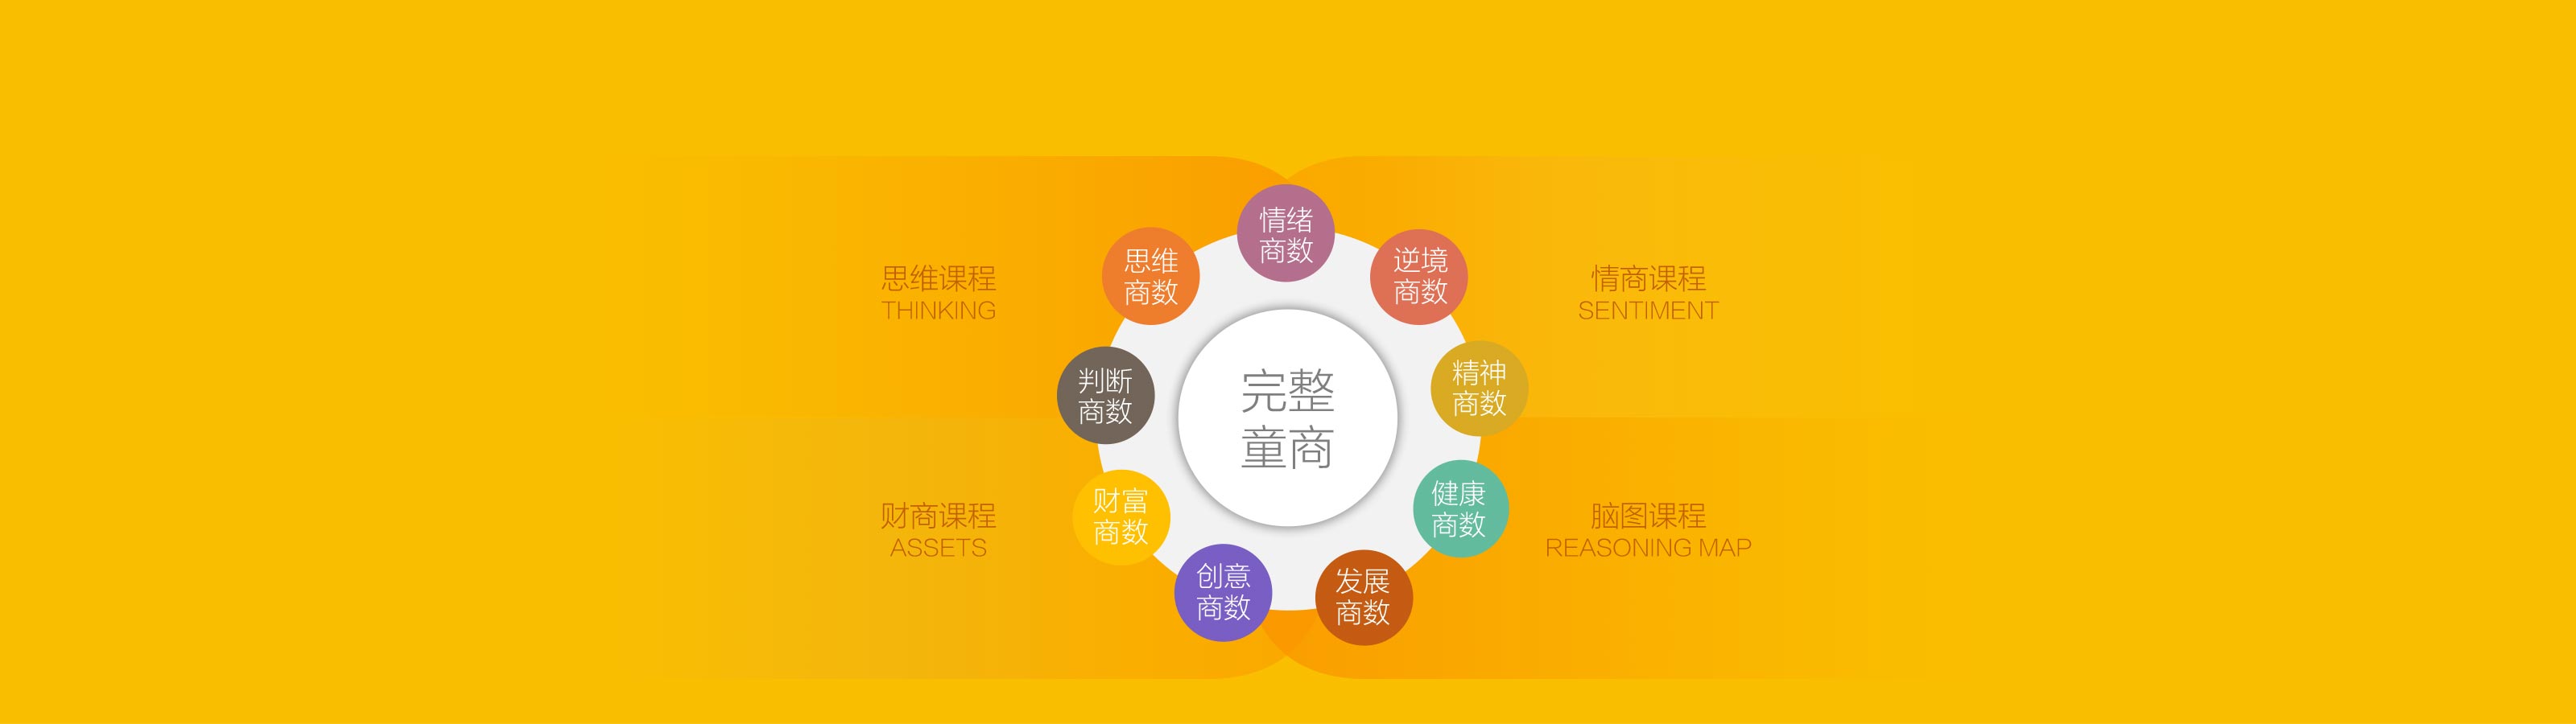 情绪
商数
思维
商数
逆境
商数
思维课程
THINKING
情商课程
SENTIMENT
判断
商数
精神
商数
完整
童商
财富
商数
健康
商数
财商课程
ASSETS
脑图课程
REASONING MAP
创意
商数
发展
商数